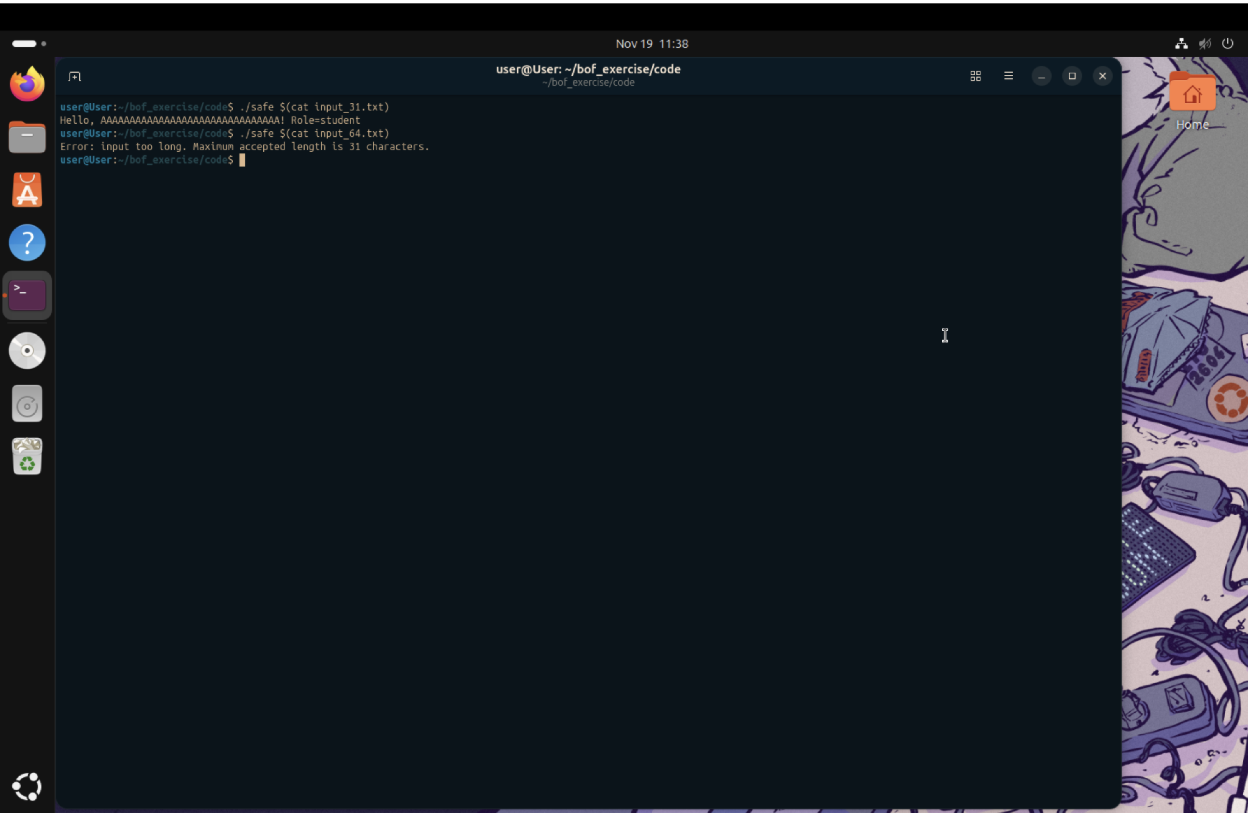 Nov 19 11:38
user@User: ~/bof_exercise/code
~/bof_exercise/code
user@User:~/bof_exercise/code$ ./safe $(cat input_31.txt)
Hello, AAAAAAAAAAAAAAAAAAAAAAAAAAAAAAA! Role=student
user@User:~/bof_exercise/code$ ./safe $(cat input_64.txt)
Error: input too long. Maximum accepted length is 31 characters.
user@User:~/bof_exercise/code$
Home
2604